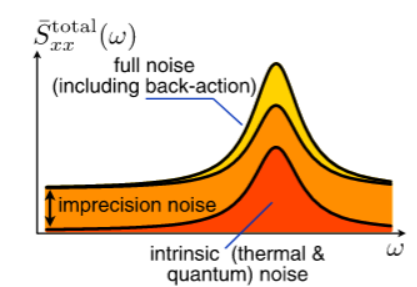 S̄ₓₓᵗᵒᵗᵃˡ(ω)
full noise
(including back-action)
imprecision noise
ω
intrinsic (thermal &
quantum) noise